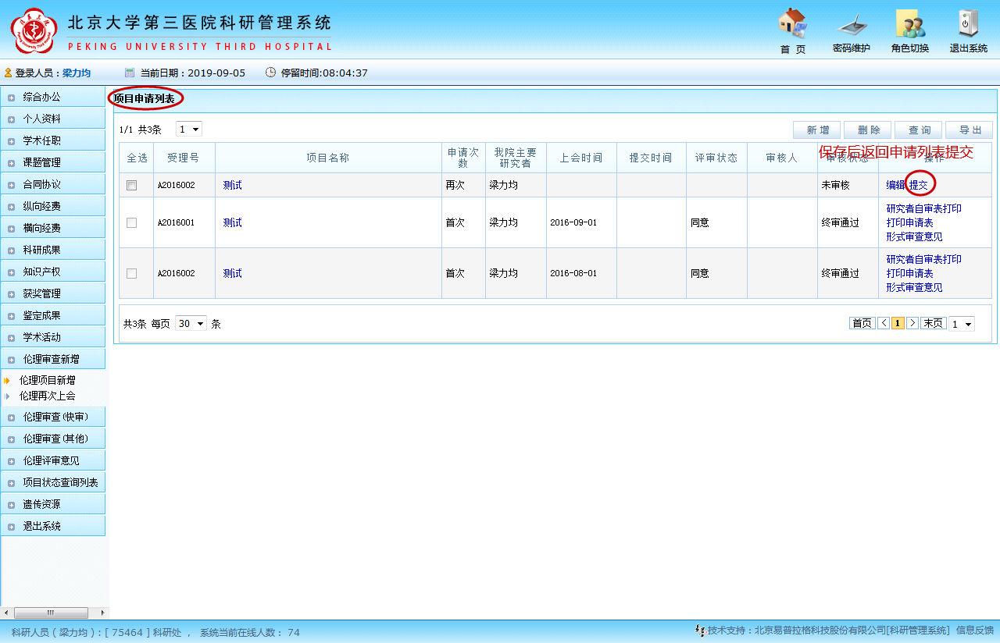 北京大学第三医院科研管理系统
PEKING UNIVERSITY THIRD HOSPITAL
首 页 密码维护 角色切换 退出系统
登录人员：梁力均 当前日期：2019-09-05 停留时间:08:04:37
综合办公
个人资料
学术任职
课题管理
合同协议
纵向经费
横向经费
科研成果
知识产权
获奖管理
鉴定成果
学术活动
伦理审查新增
伦理项目新增
伦理再次上会
伦理审查(快审)
伦理审查(其他)
伦理评审意见
项目状态查询列表
遗传资源
退出系统
项目申请列表
1/1 共3条 1
新 增 删 除 查 询 导 出
保存后返回申请列表提交
全选 受理号 项目名称 申请次数 我院主要研究者 上会时间 提交时间 评审状态 审核人 审核状态 操作
A2016002 测试 再次 梁力均 未审核 编辑 提交
A2016001 测试 首次 梁力均 2016-09-01 同意 终审通过 研究者自审表打印
打印申请表
形式审查意见
A2016002 测试 首次 梁力均 2016-08-01 同意 终审通过 研究者自审表打印
打印申请表
形式审查意见
共3条 每页 30 条 首页 < 1 > 末页 1
科研人员 ( 梁力均 ) : [ 75464 ] 科研处 ， 系统当前在线人数： 74
技术支持：北京易普拉格科技股份有限公司[科研管理系统] 信息反馈